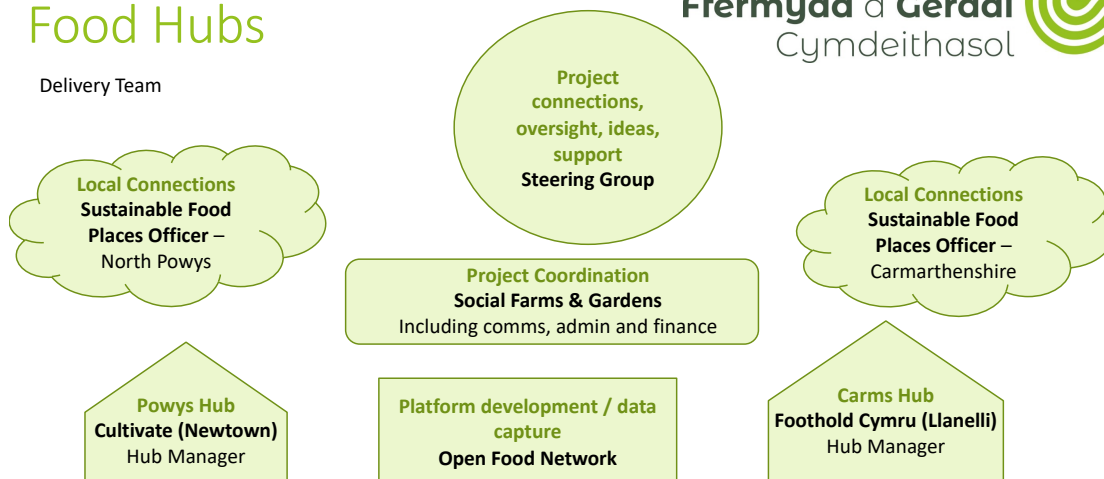 Food Hubs
Ffermydd a Gerddi
Cymdeithasol
Delivery Team
Project
connections,
oversight, ideas,
support
Steering Group
Local Connections
Sustainable Food
Places Officer –
North Powys
Local Connections
Sustainable Food
Places Officer –
Carmarthenshire
Project Coordination
Social Farms & Gardens
Including comms, admin and finance
Powys Hub
Cultivate (Newtown)
Hub Manager
Platform development / data
capture
Open Food Network
Carms Hub
Foothold Cymru (Llanelli)
Hub Manager